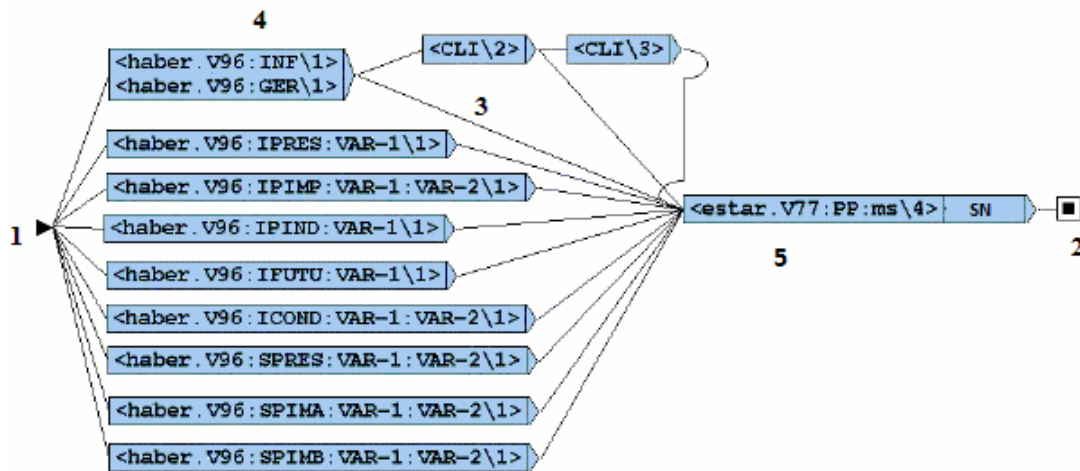 4
<haber.V96:INF\1>
<haber.V96:GER\1>
<CLI\2>
<CLI\3>
3
<haber.V96:IPRES:VAR-1\1>
<haber.V96:IPIMP:VAR-1:VAR-2\1>
<haber.V96:IPIND:VAR-1\1>
<haber.V96:IFUTU:VAR-1\1>
<haber.V96:ICOND:VAR-1:VAR-2\1>
<haber.V96:SPRES:VAR-1:VAR-2\1>
<haber.V96:SPIMA:VAR-1:VAR-2\1>
<haber.V96:SPIMB:VAR-1:VAR-2\1>
1
<estar.V77:PP:ms\4> SN
5
2